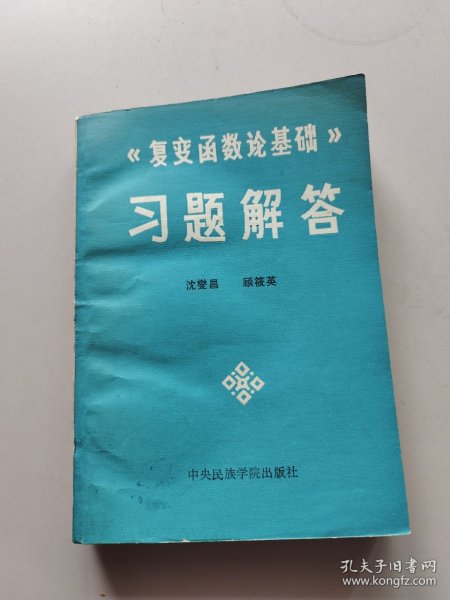 《复变函数论基础》
习题解答
沈燮昌 顾筱英
中央民族学院出版社
孔夫子旧书网
www.kongfz.com